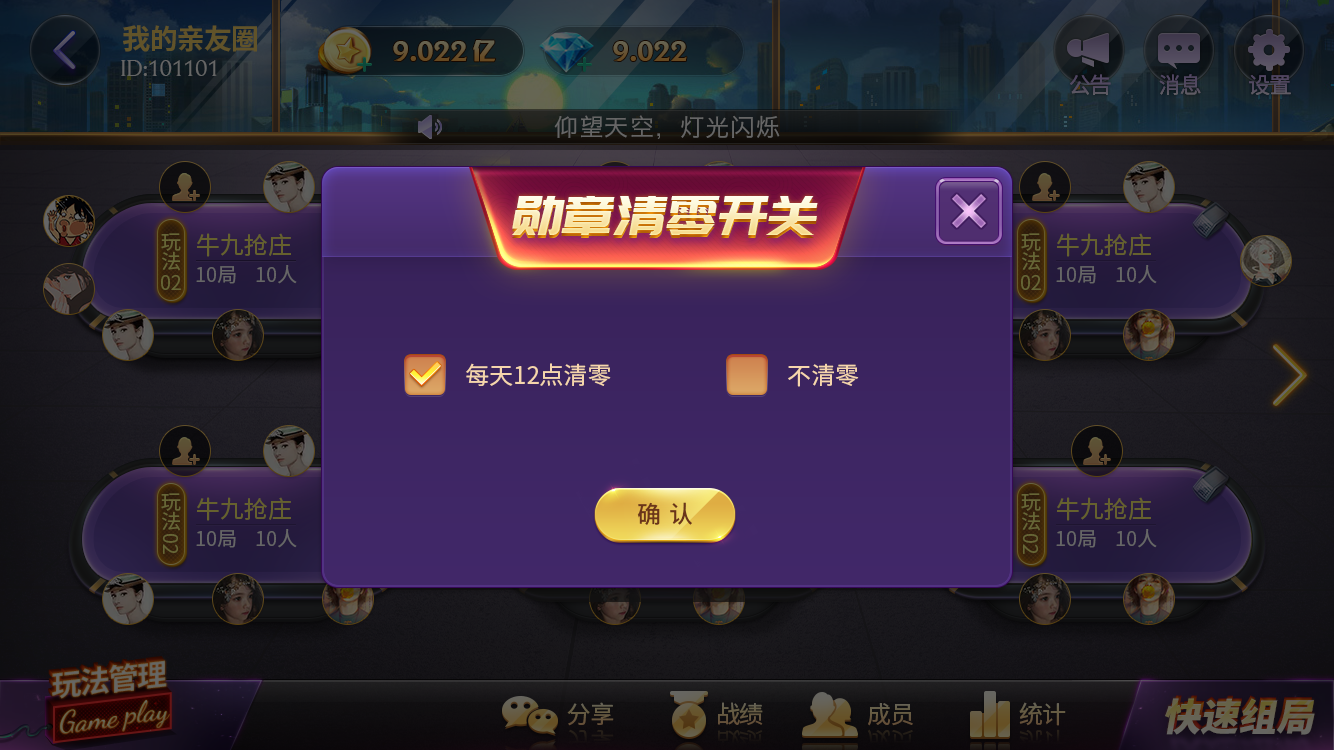 我的亲友圈
ID:101101
9.022亿
9.022
公告
消息
设置
仰望天空，灯光闪烁
勋章清零开关
玩法02
牛九抢庄
10局 10人
玩法02
牛九抢庄
10局 10人
每天12点清零
不清零
确认
玩法02
牛九抢庄
10局 10人
玩法02
牛九抢庄
10局 10人
玩法管理
Game play
分享
战绩
成员
统计
快速组局